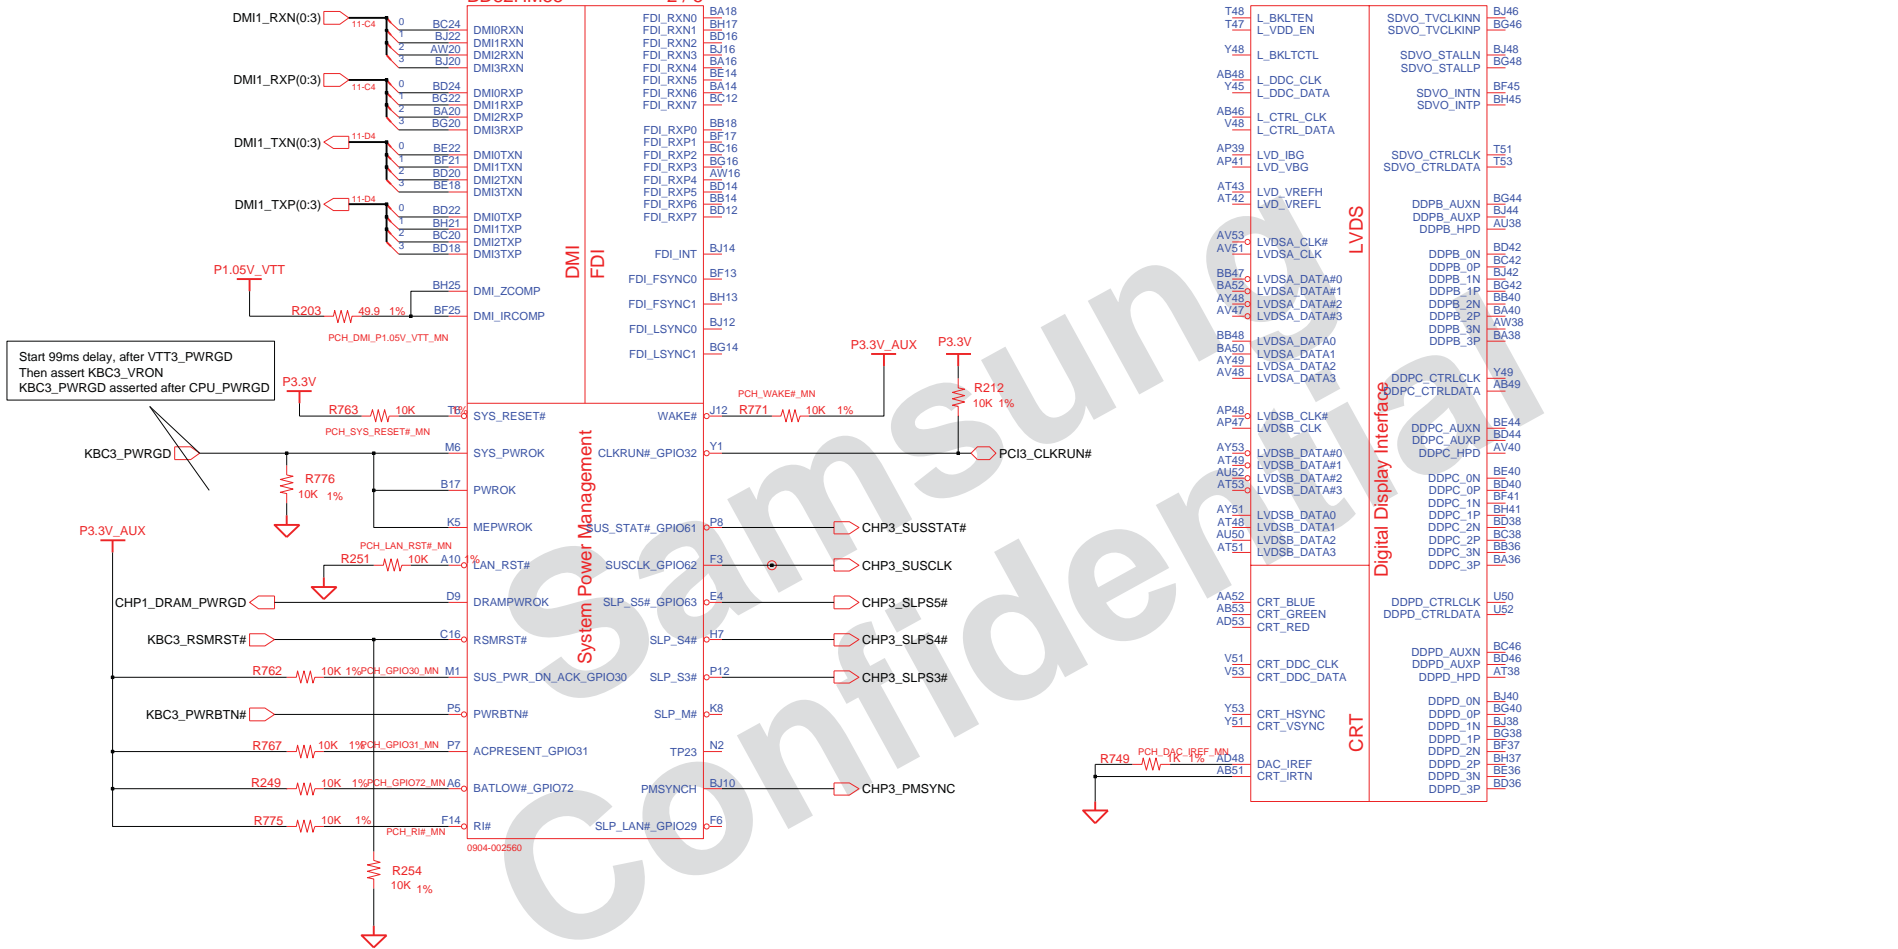 DMI1_RXN(0:3)
11-C4
0
1
2
3
BC24
BJ22
AW20
BJ20
DMI0RXN
DMI1RXN
DMI2RXN
DMI3RXN
DMI1_RXP(0:3)
11-C4
0
1
2
3
BD24
BG22
BA20
BG20
DMI0RXP
DMI1RXP
DMI2RXP
DMI3RXP
DMI1_TXN(0:3)
11-D4
0
1
2
3
BE22
BF21
BD20
BE18
DMI0TXN
DMI1TXN
DMI2TXN
DMI3TXN
DMI1_TXP(0:3)
11-D4
0
1
2
3
BD22
BH21
BC20
BD18
DMI0TXP
DMI1TXP
DMI2TXP
DMI3TXP
P1.05V_VTT
BH25 DMI_ZCOMP
R203 49.9 1% BF25 DMI_IRCOMP
PCH_DMI_P1.05V_VTT_MN
Start 99ms delay, after VTT3_PWRGD
Then assert KBC3_VRON
KBC3_PWRGD asserted after CPU_PWRGD
P3.3V
R763 10K 1% T6 SYS_RESET#
PCH_SYS_RESET#_MN
KBC3_PWRGD M6 SYS_PWROK
R776
10K 1%
B17 PWROK
K5 MEPWROK
P3.3V_AUX
PCH_LAN_RST#_MN
R251 10K A10 1% LAN_RST#
CHP1_DRAM_PWRGD D9 DRAMPWROK
KBC3_RSMRST# C16 RSMRST#
R762 10K 1% PCH_GPIO30_MN M1 SUS_PWR_DN_ACK_GPIO30
KBC3_PWRBTN# P5 PWRBTN#
R767 10K 1% PCH_GPIO31_MN P7 ACPRESENT_GPIO31
R249 10K 1% PCH_GPIO72_MN A6 BATLOW#_GPIO72
R775 10K 1% PCH_RI#_MN F14 RI#
0904-002560
R254
10K 1%
DMI
FDI
System Power Management
FDI_RXN0 BA18
FDI_RXN1 BH17
FDI_RXN2 BD16
FDI_RXN3 BJ16
FDI_RXN4 BA16
FDI_RXN5 BE14
FDI_RXN6 BA14
FDI_RXN7 BC12
FDI_RXP0 BB18
FDI_RXP1 BF17
FDI_RXP2 BC16
FDI_RXP3 BG16
FDI_RXP4 AW16
FDI_RXP5 BD14
FDI_RXP6 BB14
FDI_RXP7 BD12
FDI_INT BJ14
FDI_FSYNC0 BF13
FDI_FSYNC1 BH13
FDI_LSYNC0 BJ12
FDI_LSYNC1 BG14
P3.3V_AUX
P3.3V
PCH_WAKE#_MN
WAKE# J12 R771 10K 1%
R212
10K 1%
CLKRUN#_GPIO32 Y1 PCI3_CLKRUN#
SUS_STAT#_GPIO61 P8 CHP3_SUSSTAT#
SUSCLK_GPIO62 F3 CHP3_SUSCLK
SLP_S5#_GPIO63 E4 CHP3_SLPS5#
SLP_S4# H7 CHP3_SLPS4#
SLP_S3# P12 CHP3_SLPS3#
SLP_M# K8
TP23 N2
PMSYNCH BJ10 CHP3_PMSYNC
SLP_LAN#_GPIO29 F6
T48 L_BKLTEN
T47 L_VDD_EN
Y48 L_BKLTCTL
AB48 L_DDC_CLK
Y45 L_DDC_DATA
AB46 L_CTRL_CLK
V48 L_CTRL_DATA
AP39 LVD_IBG
AP41 LVD_VBG
AT43 LVD_VREFH
AT42 LVD_VREFL
AV53 LVDSA_CLK#
AV51 LVDSA_CLK
BB47 LVDSA_DATA#0
BA52 LVDSA_DATA#1
AY48 LVDSA_DATA#2
AV47 LVDSA_DATA#3
BB48 LVDSA_DATA0
BA50 LVDSA_DATA1
AY49 LVDSA_DATA2
AV48 LVDSA_DATA3
AP48 LVDSB_CLK#
AP47 LVDSB_CLK
AY53 LVDSB_DATA#0
AT49 LVDSB_DATA#1
AU52 LVDSB_DATA#2
AT53 LVDSB_DATA#3
AY51 LVDSB_DATA0
AT48 LVDSB_DATA1
AU50 LVDSB_DATA2
AT51 LVDSB_DATA3
AA52 CRT_BLUE
AB53 CRT_GREEN
AD53 CRT_RED
V51 CRT_DDC_CLK
V53 CRT_DDC_DATA
Y53 CRT_HSYNC
Y51 CRT_VSYNC
PCH_DAC_IREF_MN
R749 1K 1% AD48 DAC_IREF
AB51 CRT_IRTN
LVDS
Digital Display Interface
CRT
SDVO_TVCLKINN BJ46
SDVO_TVCLKINP BG46
SDVO_STALLN BJ48
SDVO_STALLP BG48
SDVO_INTN BF45
SDVO_INTP BH45
SDVO_CTRLCLK T51
SDVO_CTRLDATA T53
DDPB_AUXN BG44
DDPB_AUXP BJ44
DDPB_HPD AU38
DDPB_0N BD42
DDPB_0P BC42
DDPB_1N BJ42
DDPB_1P BG42
DDPB_2N BB40
DDPB_2P BA40
DDPB_3N AW38
DDPB_3P BA38
DDPC_CTRLCLK Y49
DDPC_CTRLDATA AB49
DDPC_AUXN BE44
DDPC_AUXP BD44
DDPC_HPD AV40
DDPC_0N BE40
DDPC_0P BD40
DDPC_1N BF41
DDPC_1P BH41
DDPC_2N BD38
DDPC_2P BC38
DDPC_3N BB36
DDPC_3P BA36
DDPD_CTRLCLK U50
DDPD_CTRLDATA U52
DDPD_AUXN BC46
DDPD_AUXP BD46
DDPD_HPD AT38
DDPD_0N BJ40
DDPD_0P BG40
DDPD_1N BJ38
DDPD_1P BG38
DDPD_2N BF37
DDPD_2P BH37
DDPD_3N BE36
DDPD_3P BD36
Samsung
Confidential